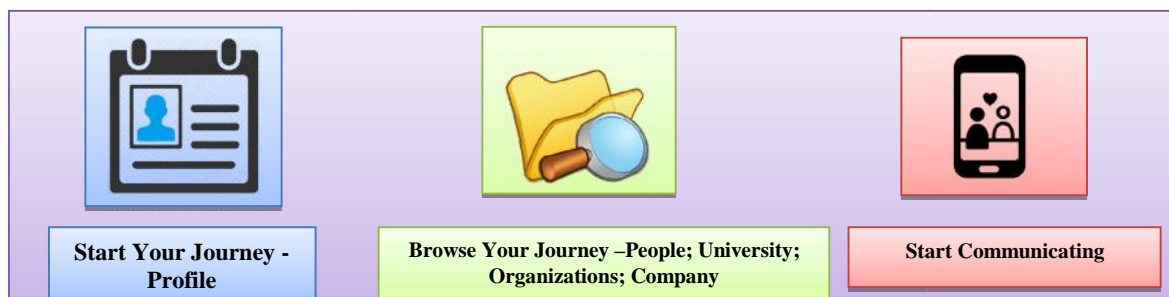 Start Your Journey -
Profile
Browse Your Journey –People; University;
Organizations; Company
Start Communicating